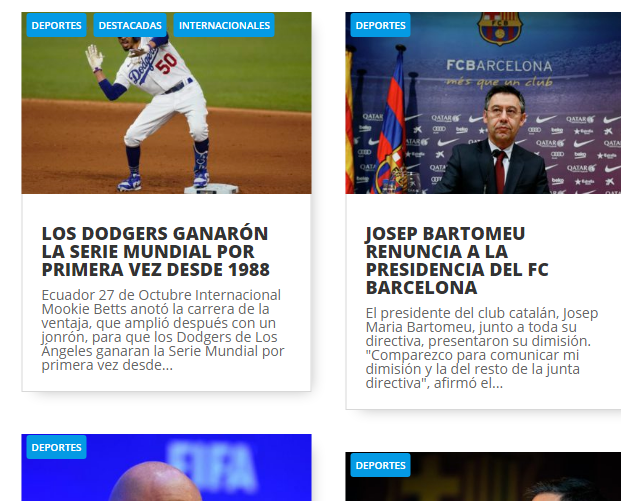 DEPORTES DESTACADAS INTERNACIONALES
Dodgers
50
LOS DODGERS GANARÓN
LA SERIE MUNDIAL POR
PRIMERA VEZ DESDE 1988
Ecuador 27 de Octubre Internacional
Mookie Betts anotó la carrera de la
ventaja, que amplió después con un
jonrón, para que los Dodgers de Los
Ángeles ganaran la Serie Mundial por
primera vez desde...
DEPORTES
FCBARCELONA
més que un club
QATAR
JOSEP BARTOMEU
RENUNCIA A LA
PRESIDENCIA DEL FC
BARCELONA
El presidente del club catalán, Josep
Maria Bartomeu, junto a toda su
directiva, presentaron su dimisión.
"Comparezco para comunicar mi
dimisión y la del resto de la junta
directiva", afirmó el...
DEPORTES
FIFA
DEPORTES